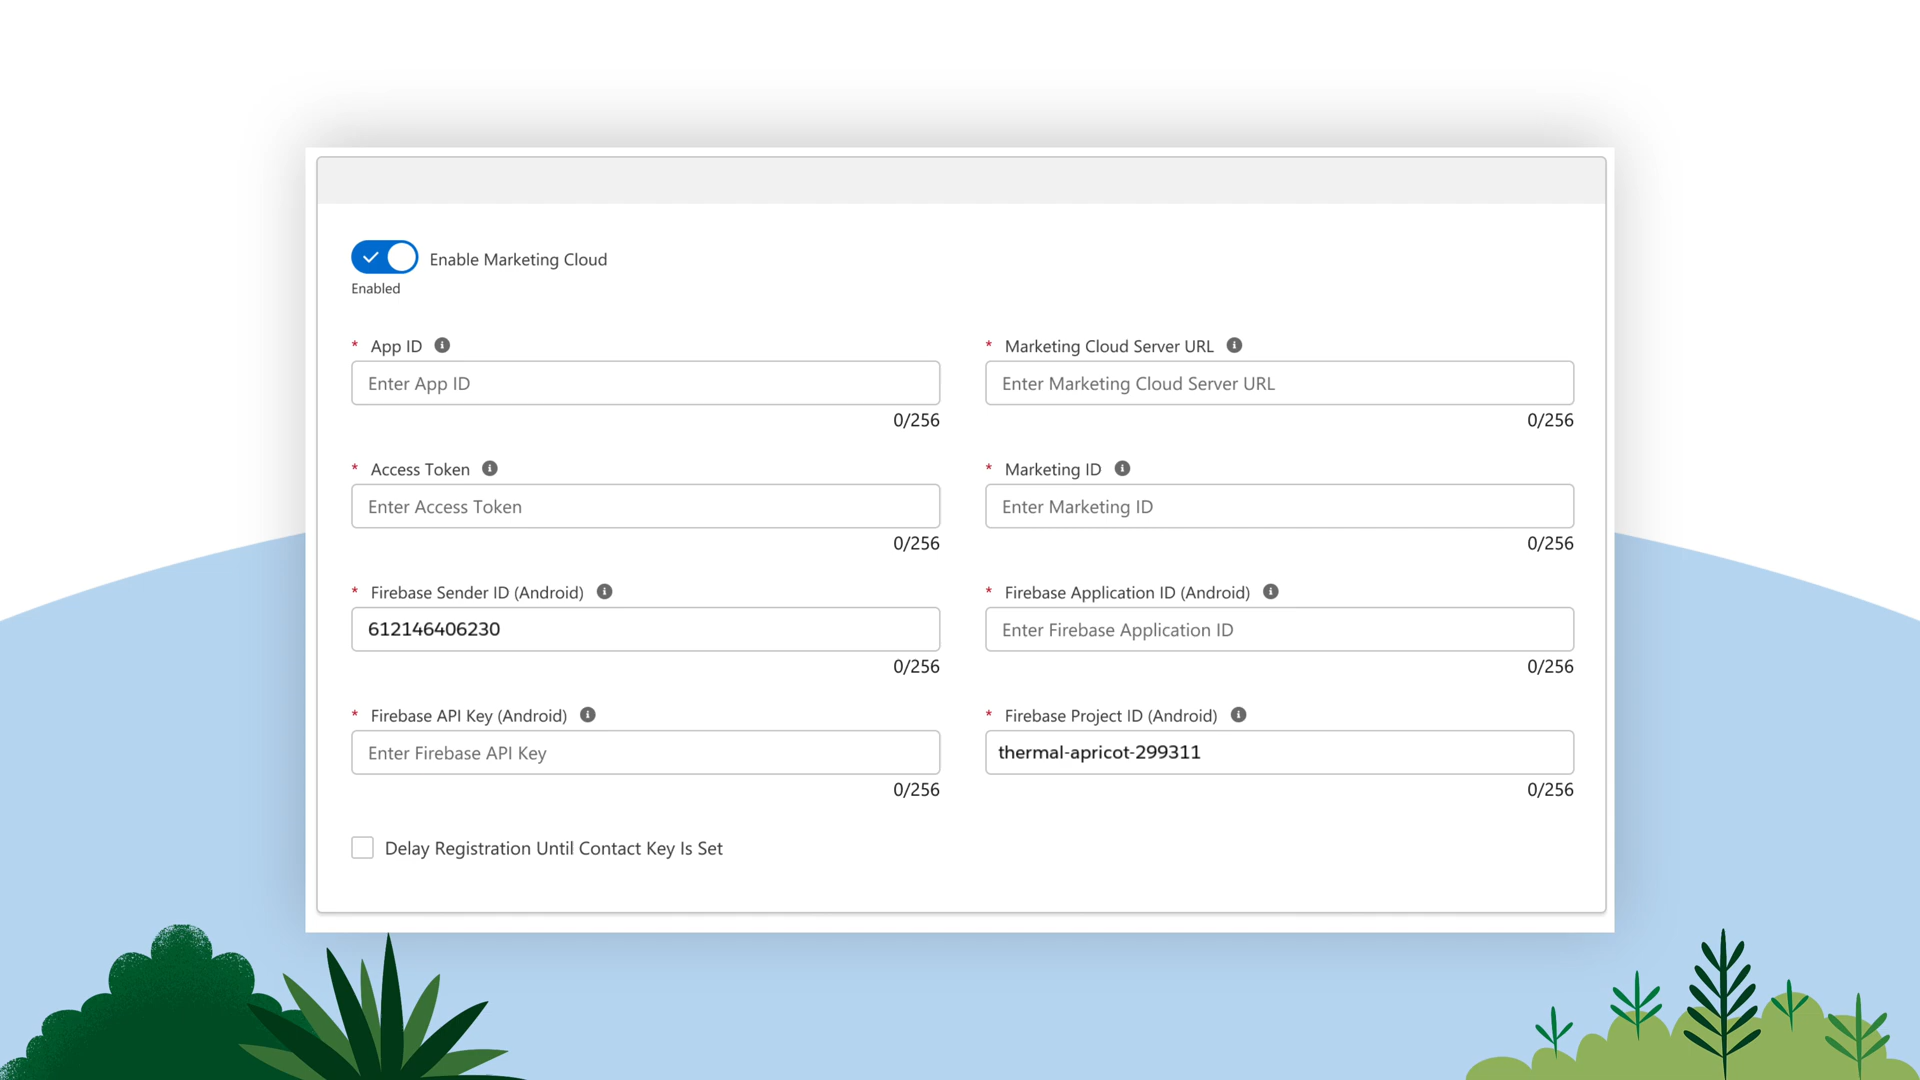 Enable Marketing Cloud
Enabled
* App ID
Enter App ID
0/256
* Marketing Cloud Server URL
Enter Marketing Cloud Server URL
0/256
* Access Token
Enter Access Token
0/256
* Marketing ID
Enter Marketing ID
0/256
* Firebase Sender ID (Android)
612146406230
0/256
* Firebase Application ID (Android)
Enter Firebase Application ID
0/256
* Firebase API Key (Android)
Enter Firebase API Key
0/256
* Firebase Project ID (Android)
thermal-apricot-299311
0/256
Delay Registration Until Contact Key Is Set